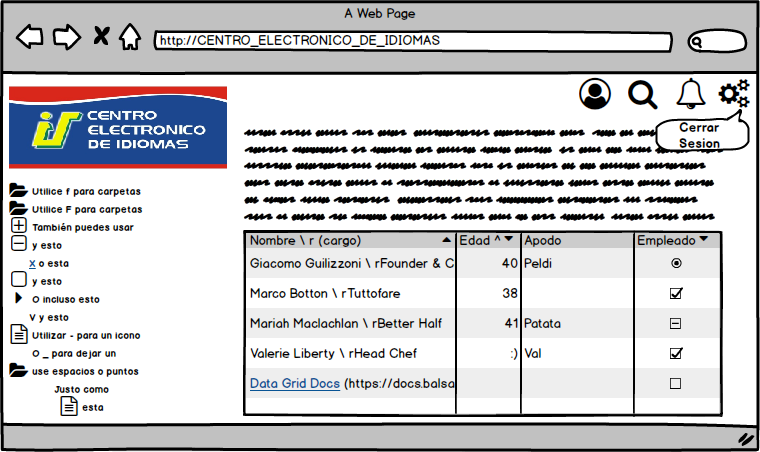 A Web Page
http://CENTRO_ELECTRONICO_DE_IDIOMAS
CENTRO
ELECTRONICO
DE IDIOMAS
Cerrar
Sesion
Utilice f para carpetas
Utilice F para carpetas
También puedes usar
y esto
x o esta
y esto
O incluso esto
V y esto
Utilizar - para un icono
O _ para dejar un
use espacios o puntos
Justo como
esta
Nombre \ r (cargo) Edad ^ Apodo Empleado
Giacomo Guilizzoni \ rFounder & C 40 Peldi
Marco Botton \ rTuttofare 38
Mariah Maclachlan \ rBetter Half 41 Patata
Valerie Liberty \ rHead Chef :) Val
Data Grid Docs (https://docs.balsa